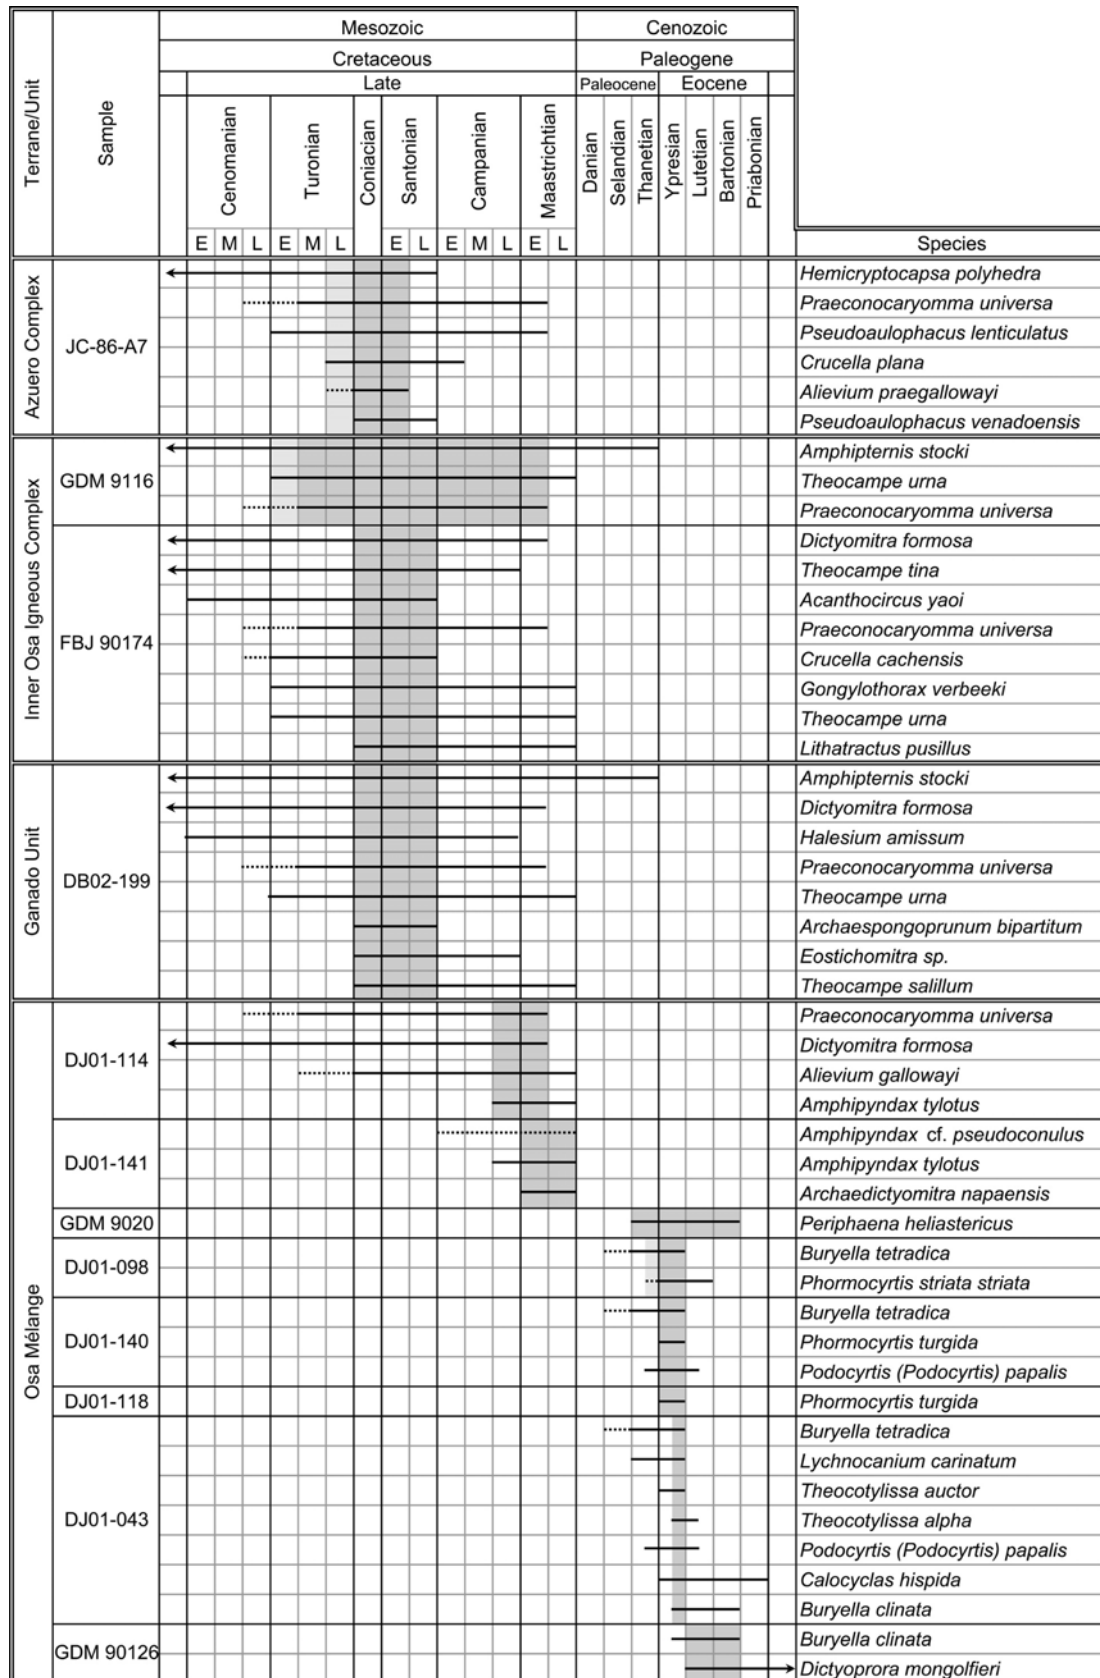 Mesozoic Cenozoic
Cretaceous Paleogene
Late Paleocene Eocene
Terrane/Unit Sample Cenomanian Turonian Coniacian Santonian Campanian Maastrichtian Danian Selandian Thanetian Ypresian Lutetian Bartonian Priabonian
E M L E M L E L E M L E L Species
Azuero Complex
JC-86-A7
Hemicryptocapsa polyhedra
Praeconocaryomma universa
Pseudoaulophacus lenticulatus
Crucella plana
Alievium praegallowayi
Pseudoaulophacus venadoensis
Inner Osa Igneous Complex
GDM 9116
Amphipternis stocki
Theocampe urna
Praeconocaryomma universa
FBJ 90174
Dictyomitra formosa
Theocampe tina
Acanthocircus yaoi
Praeconocaryomma universa
Crucella cachensis
Gongylothorax verbeeki
Theocampe urna
Lithatractus pusillus
Ganado Unit
DB02-199
Amphipternis stocki
Dictyomitra formosa
Halesium amissum
Praeconocaryomma universa
Theocampe urna
Archaespongoprunum bipartitum
Eostichomitra sp.
Theocampe salillum
Osa Mélange
DJ01-114
Praeconocaryomma universa
Dictyomitra formosa
Alievium gallowayi
Amphipyndax tylotus
DJ01-141
Amphipyndax cf. pseudoconulus
Amphipyndax tylotus
Archaedictyomitra napaensis
GDM 9020
Periphaena heliastericus
DJ01-098
Buryella tetradica
Phormocyrtis striata striata
DJ01-140
Buryella tetradica
Phormocyrtis turgida
Podocyrtis (Podocyrtis) papalis
DJ01-118
Phormocyrtis turgida
DJ01-043
Buryella tetradica
Lychnocanium carinatum
Theocotylissa auctor
Theocotylissa alpha
Podocyrtis (Podocyrtis) papalis
Calocyclas hispida
Buryella clinata
GDM 90126
Buryella clinata
Dictyoprora mongolfieri